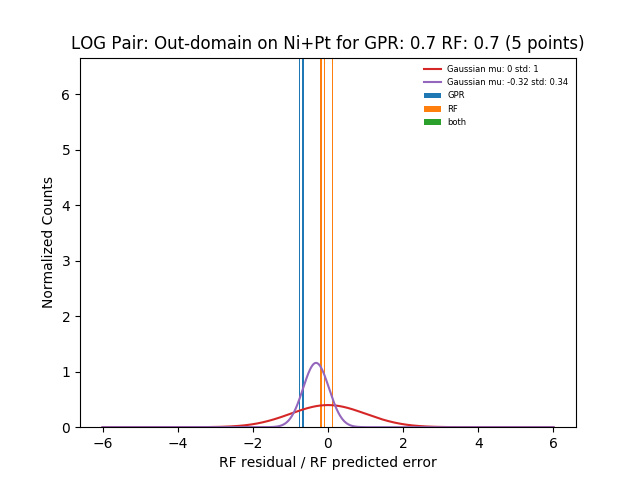 LOG Pair: Out-domain on Ni+Pt for GPR: 0.7 RF: 0.7 (5 points)
Gaussian mu: 0 std: 1
Gaussian mu: -0.32 std: 0.34
GPR
RF
both
Normalized Counts
6
5
4
3
2
1
0
−6
−4
−2
0
2
4
6
RF residual / RF predicted error